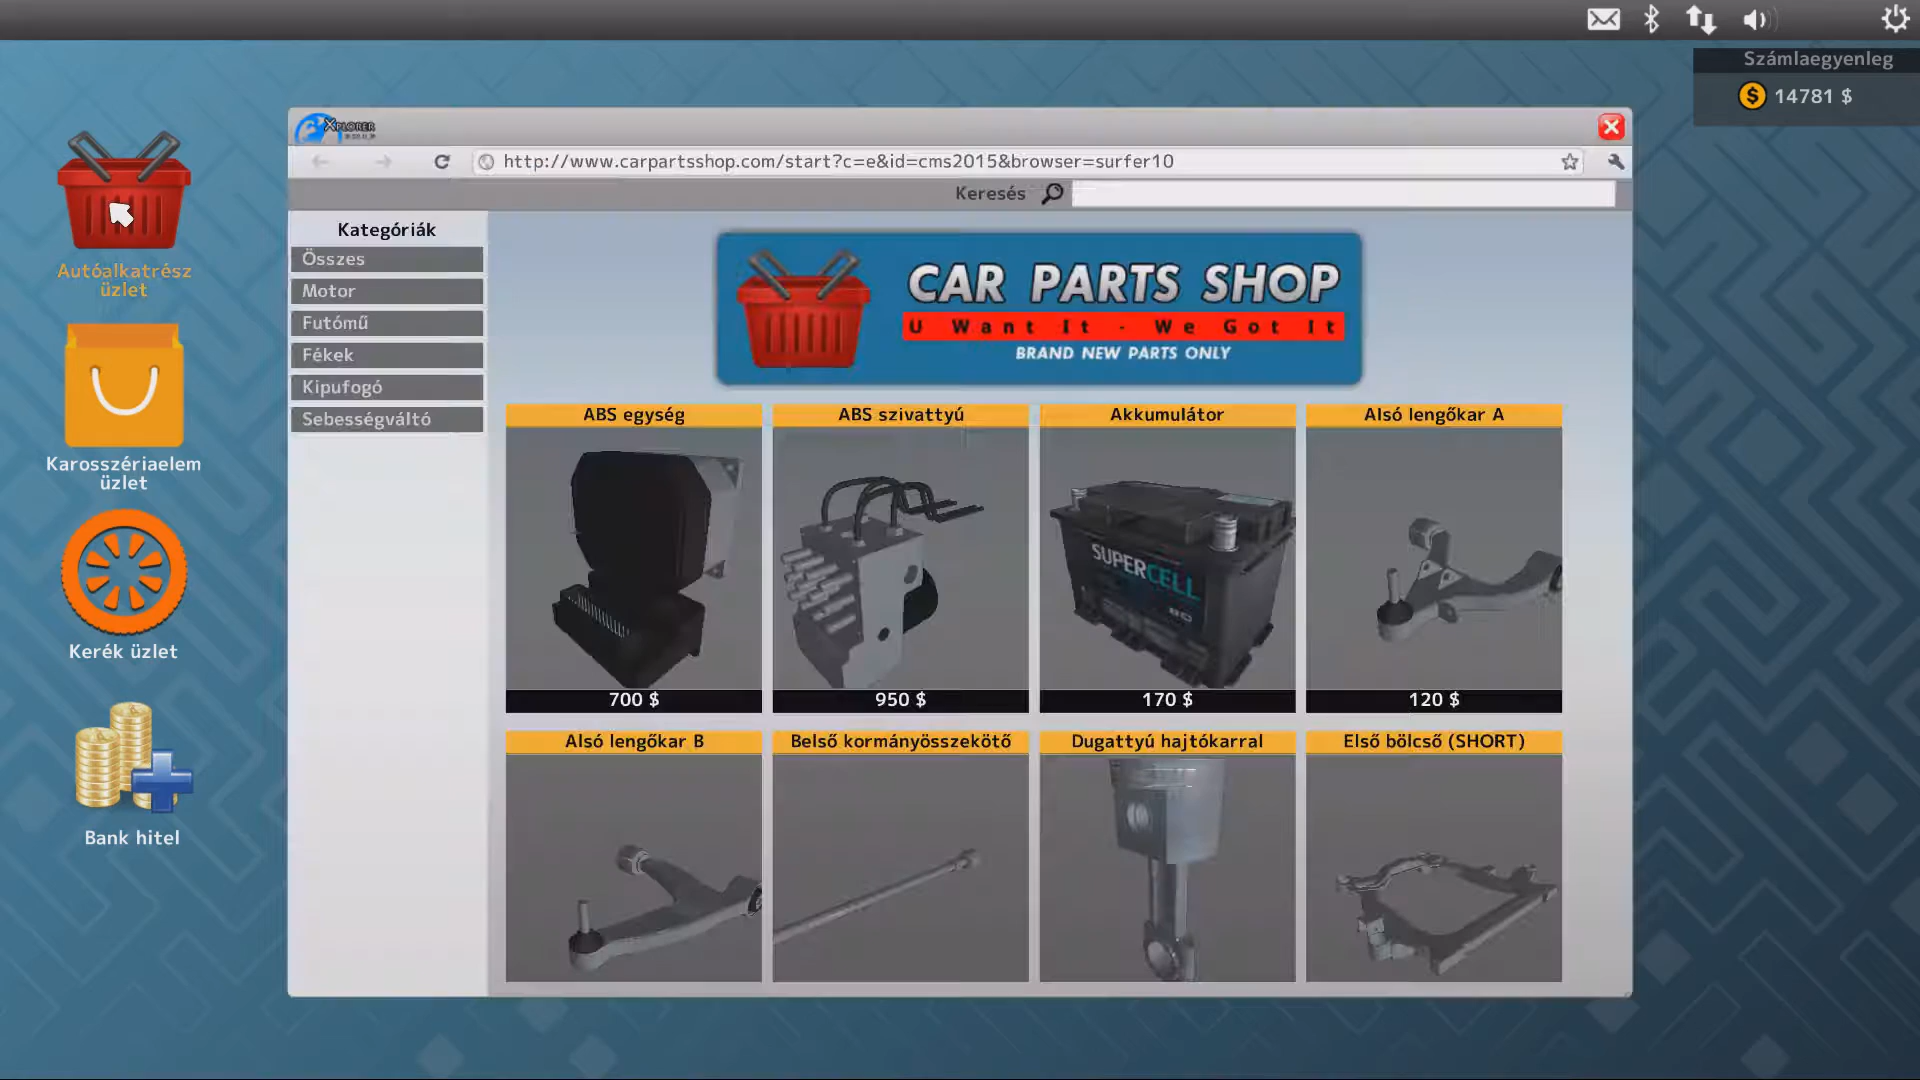 Számlaegyenleg
14781 $
XPLORER
http://www.carpartsshop.com/start?c=e&id=cms2015&browser=surfer10
Keresés
Autóalkatrész
üzlet
Karosszériaelem
üzlet
Kerék üzlet
Bank hitel
Kategóriák
Összes
Motor
Futómű
Fékek
Kipufogó
Sebességváltó
CAR PARTS SHOP
U Want It - We Got It
BRAND NEW PARTS ONLY
ABS egység
ABS szivattyú
Akkumulátor
Alsó lengőkar A
SUPERCELL
700 $
950 $
170 $
120 $
Alsó lengőkar B
Belső kormányösszekötő
Dugattyú hajtókarral
Első bölcső (SHORT)